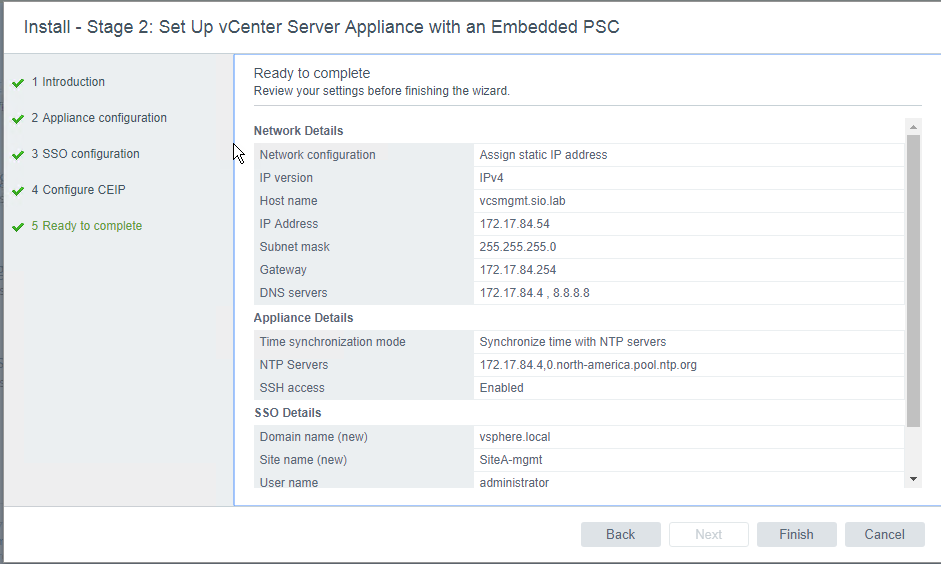 Install - Stage 2: Set Up vCenter Server Appliance with an Embedded PSC
1 Introduction
2 Appliance configuration
3 SSO configuration
4 Configure CEIP
5 Ready to complete
Ready to complete
Review your settings before finishing the wizard.
Network Details
Network configuration Assign static IP address
IP version IPv4
Host name vcsmgmt.sio.lab
IP Address 172.17.84.54
Subnet mask 255.255.255.0
Gateway 172.17.84.254
DNS servers 172.17.84.4 , 8.8.8.8
Appliance Details
Time synchronization mode Synchronize time with NTP servers
NTP Servers 172.17.84.4,0.north-america.pool.ntp.org
SSH access Enabled
SSO Details
Domain name (new) vsphere.local
Site name (new) SiteA-mgmt
User name administrator
Back Next Finish Cancel